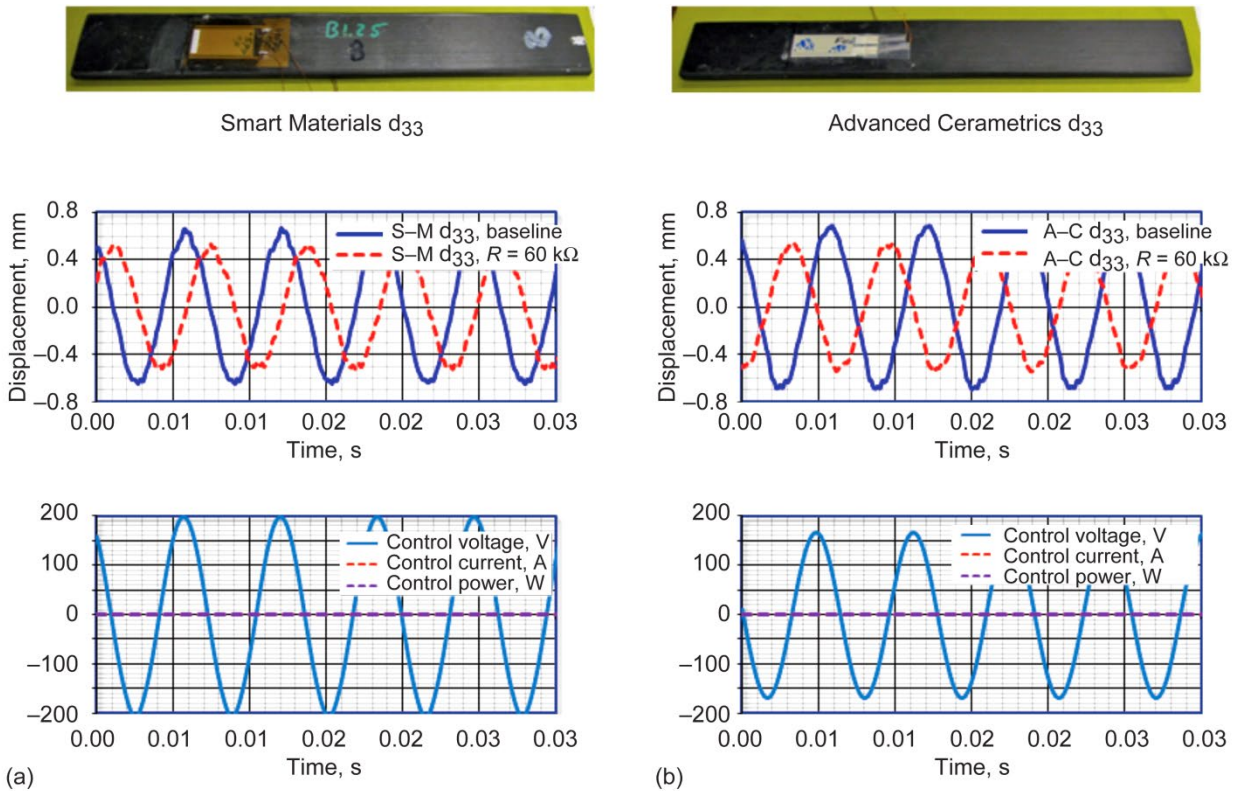 B1.25
B
Smart Materials d33
Advanced Cerametrics d33
Displacement, mm
0.8
0.4
0.0
–0.4
–0.8
S–M d33, baseline
S–M d33, R = 60 kΩ
0.00 0.01 0.01 0.02 0.02 0.03 0.03
Time, s
Displacement, mm
0.8
0.4
0.0
–0.4
–0.8
A–C d33, baseline
A–C d33, R = 60 kΩ
0.00 0.01 0.01 0.02 0.02 0.03 0.03
Time, s
200
100
0
–100
–200
Control voltage, V
Control current, A
Control power, W
0.00 0.01 0.01 0.02 0.02 0.03 0.03
Time, s
(a)
200
100
0
–100
–200
Control voltage, V
Control current, A
Control power, W
0.00 0.01 0.01 0.02 0.02 0.03 0.03
Time, s
(b)